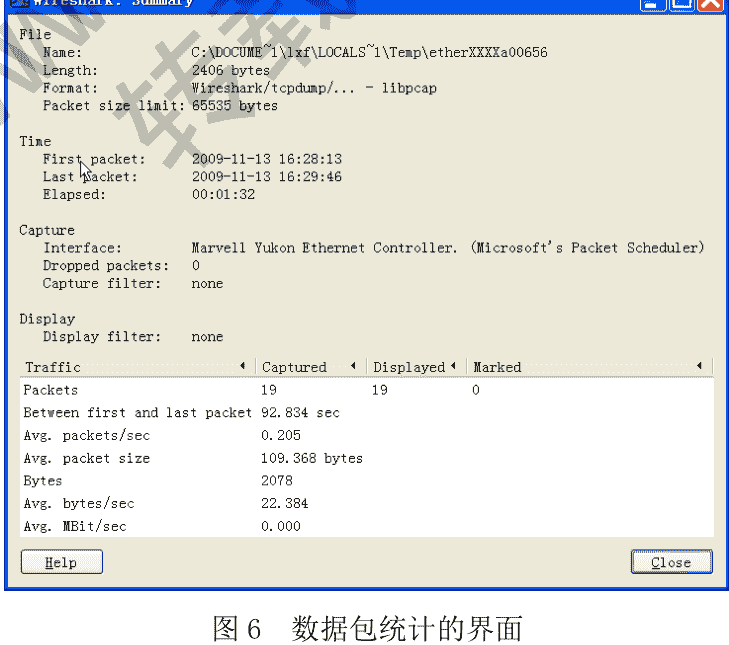 Wireshark: Summary
File
Name: C:\DOCUME~1\lxf\LOCALS~1\Temp\etherXXXXa00656
Length: 2406 bytes
Format: Wireshark/tcpdump/... - libpcap
Packet size limit: 65535 bytes
Time
First packet: 2009-11-13 16:28:13
Last packet: 2009-11-13 16:29:46
Elapsed: 00:01:32
Capture
Interface: Marvell Yukon Ethernet Controller. (Microsoft's Packet Scheduler)
Dropped packets: 0
Capture filter: none
Display
Display filter: none
Traffic Captured Displayed Marked
Packets 19 19 0
Between first and last packet 92.834 sec
Avg. packets/sec 0.205
Avg. packet size 109.368 bytes
Bytes 2078
Avg. bytes/sec 22.384
Avg. MBit/sec 0.000
Help Close
图 6 数据包统计的界面